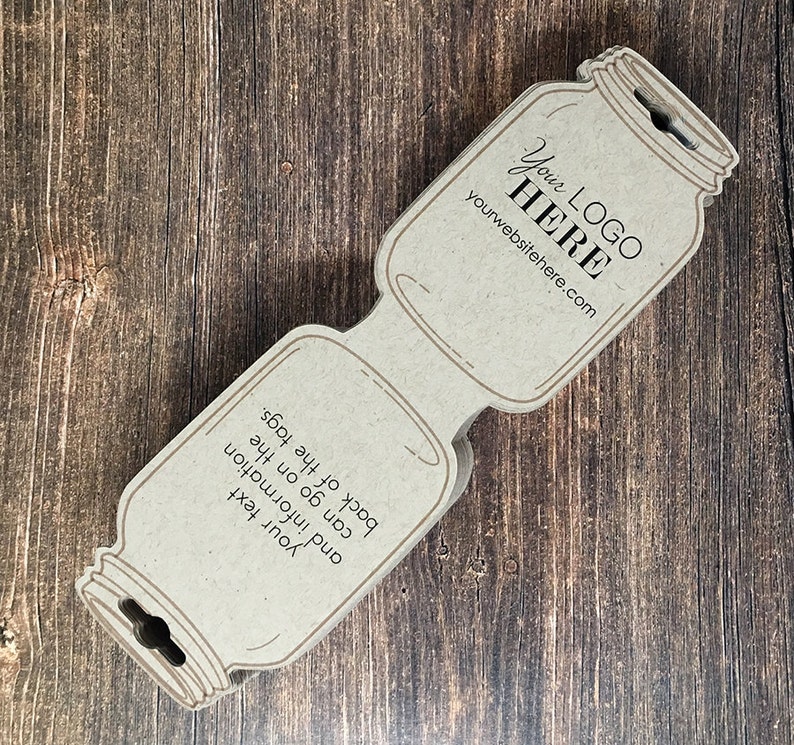 Your LOGO
HERE
yourwebsitehere.com
your text
and information
can go on the
back of the tags.